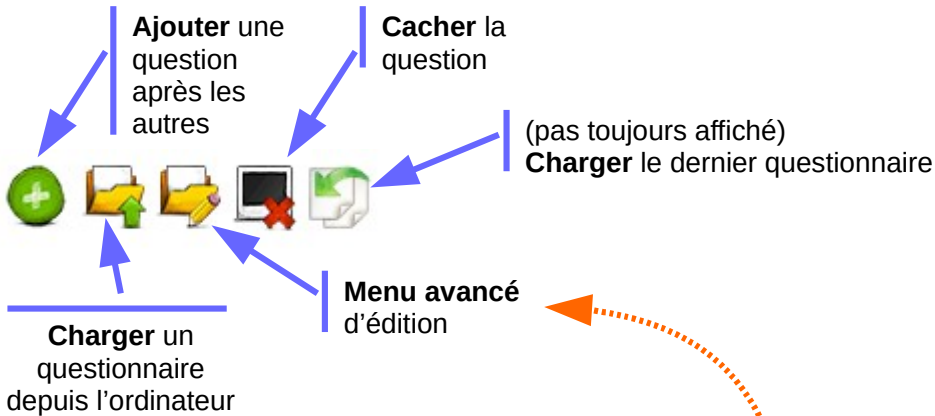 Ajouter une
question
après les
autres
Cacher la
question
(pas toujours affiché)
Charger le dernier questionnaire
Menu avancé
d’édition
Charger un
questionnaire
depuis l’ordinateur